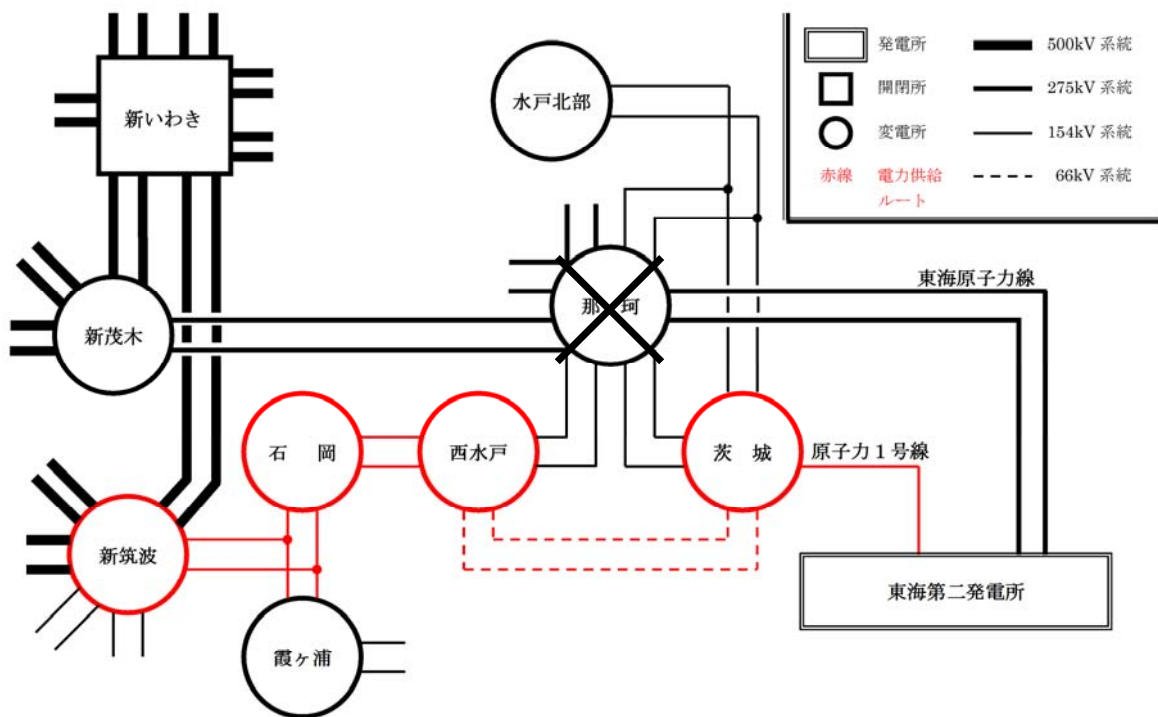 新いわき
水戸北部
発電所
500kV 系統
開閉所
275kV 系統
変電所
154kV 系統
赤線
電力供給
ルート
66kV 系統
那 珂
東海原子力線
新茂木
石 岡
西水戸
茨 城
原子力1号線
新筑波
東海第二発電所
霞ヶ浦